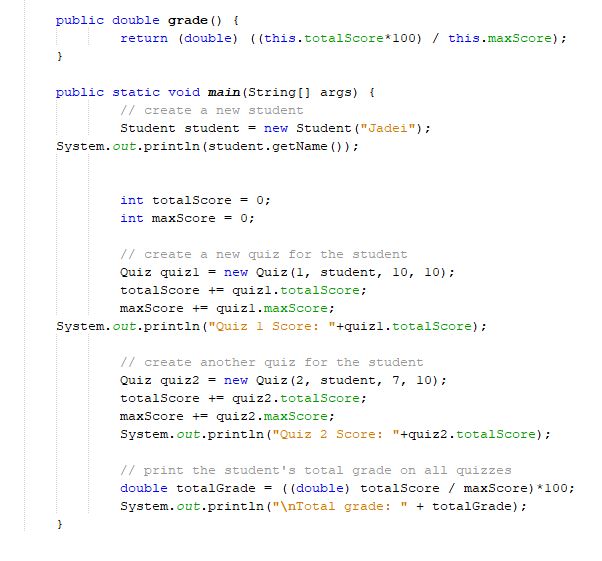 public double grade() {
return (double) ((this.totalScore*100) / this.maxScore);
}
public static void main(String[] args) {
// create a new student
Student student = new Student("Jadei");
System.out.println(student.getName());
int totalScore = 0;
int maxScore = 0;
// create a new quiz for the student
Quiz quiz1 = new Quiz(1, student, 10, 10);
totalScore += quiz1.totalScore;
maxScore += quiz1.maxScore;
System.out.println("Quiz 1 Score: "+quiz1.totalScore);
// create another quiz for the student
Quiz quiz2 = new Quiz(2, student, 7, 10);
totalScore += quiz2.totalScore;
maxScore += quiz2.maxScore;
System.out.println("Quiz 2 Score: "+quiz2.totalScore);
// print the student's total grade on all quizzes
double totalGrade = ((double) totalScore / maxScore)*100;
System.out.println("\nTotal grade: " + totalGrade);
}